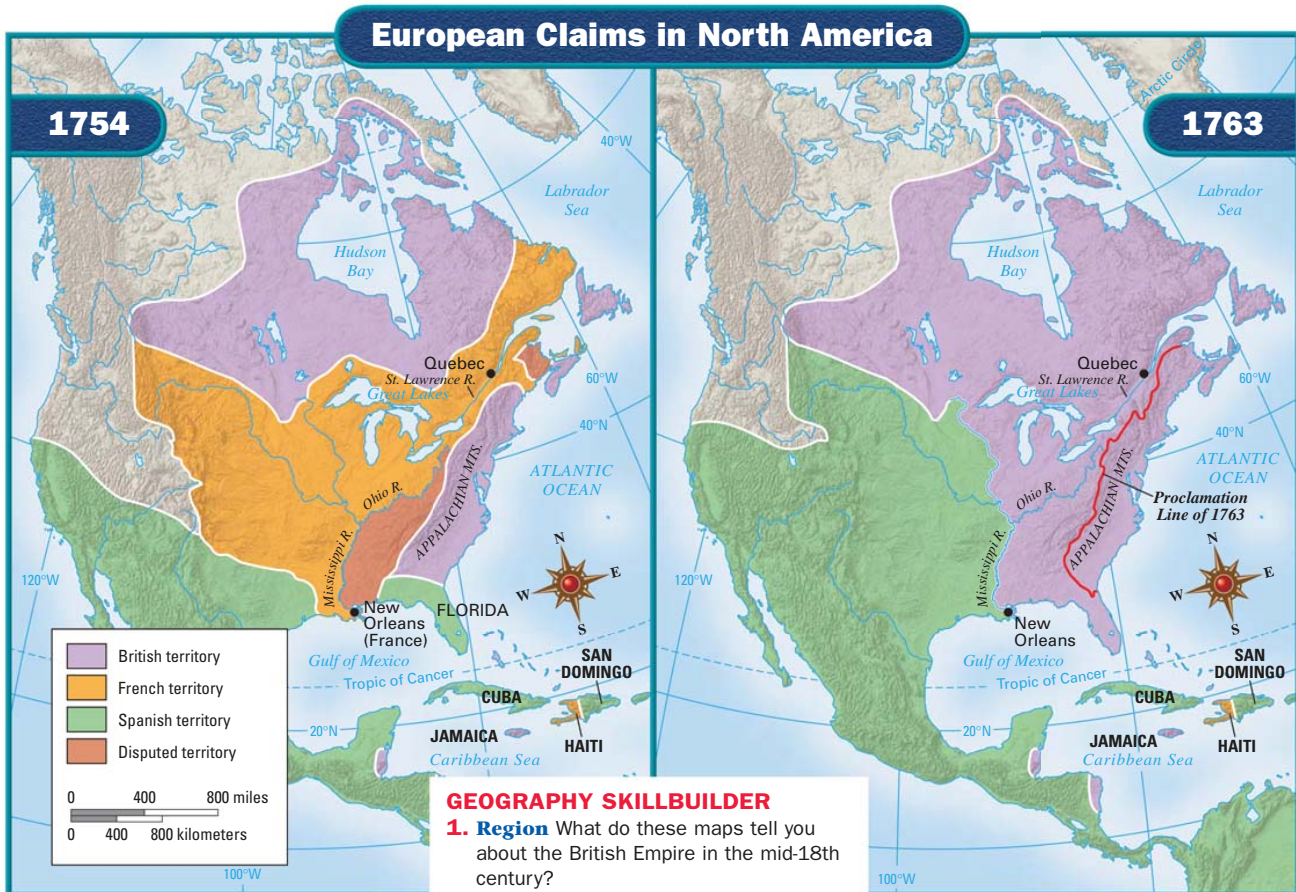 European Claims in North America
1754
40°W
Labrador
Sea
Hudson
Bay
Quebec
St. Lawrence R.
Great Lakes
60°W
40°N
ATLANTIC
OCEAN
APPALACHIAN MTS.
Ohio R.
Mississippi R.
N
E
W
S
120°W
New
Orleans
(France)
FLORIDA
Gulf of Mexico
Tropic of Cancer
SAN
DOMINGO
CUBA
20°N
JAMAICA
HAITI
Caribbean Sea
100°W
British territory
French territory
Spanish territory
Disputed territory
0 400 800 miles
0 400 800 kilometers
1763
Arctic Circle
Labrador
Sea
Hudson
Bay
Quebec
St. Lawrence R.
Great Lakes
60°W
40°N
ATLANTIC
OCEAN
APPALACHIAN MTS.
Ohio R.
Proclamation
Line of 1763
Mississippi R.
N
E
W
S
120°W
New
Orleans
Gulf of Mexico
Tropic of Cancer
SAN
DOMINGO
CUBA
20°N
JAMAICA
HAITI
Caribbean Sea
100°W
GEOGRAPHY SKILLBUILDER
1. Region What do these maps tell you
about the British Empire in the mid-18th
century?